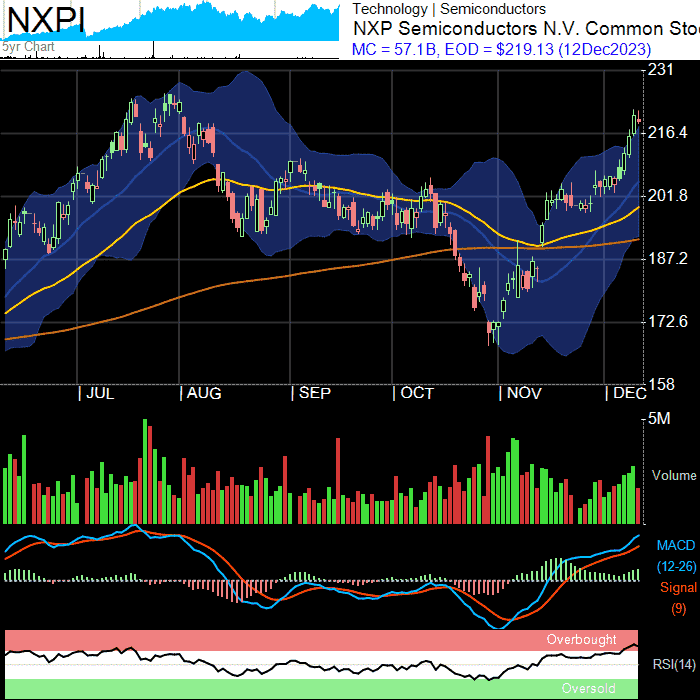 NXPI
5yr Chart
Technology | Semiconductors
NXP Semiconductors N.V. Common Sto
MC = 57.1B, EOD = $219.13 (12Dec2023)
231
216.4
201.8
187.2
172.6
158
| JUL | AUG | SEP | OCT | NOV | DEC
5M
Volume
MACD
(12-26)
Signal
(9)
Overbought
RSI(14)
Oversold